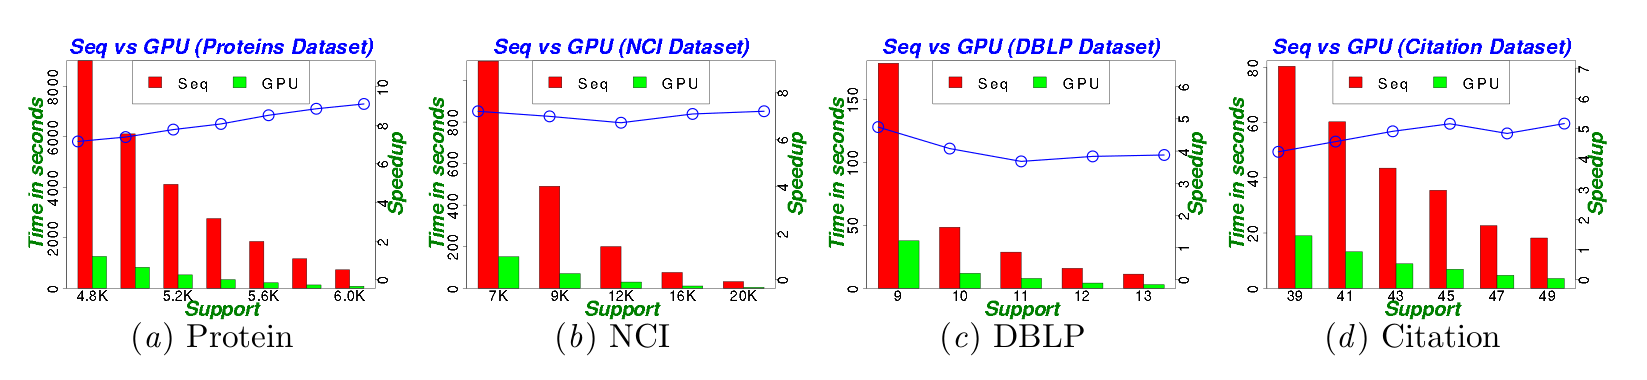 Seq vs GPU (Proteins Dataset)
Seq GPU
Time in seconds
0 2000 4000 6000 8000
Speedup
0 2 4 6 8 10
4.8K 5.2K 5.6K 6.0K
Support
(a) Protein
Seq vs GPU (NCI Dataset)
Seq GPU
Time in seconds
0 200 400 600 800
Speedup
0 2 4 6 8
7K 9K 12K 16K 20K
Support
(b) NCI
Seq vs GPU (DBLP Dataset)
Seq GPU
Time in seconds
0 50 100 150
Speedup
0 1 2 3 4 5 6
9 10 11 12 13
Support
(c) DBLP
Seq vs GPU (Citation Dataset)
Seq GPU
Time in seconds
0 20 40 60 80
Speedup
0 1 2 3 4 5 6 7
39 41 43 45 47 49
Support
(d) Citation